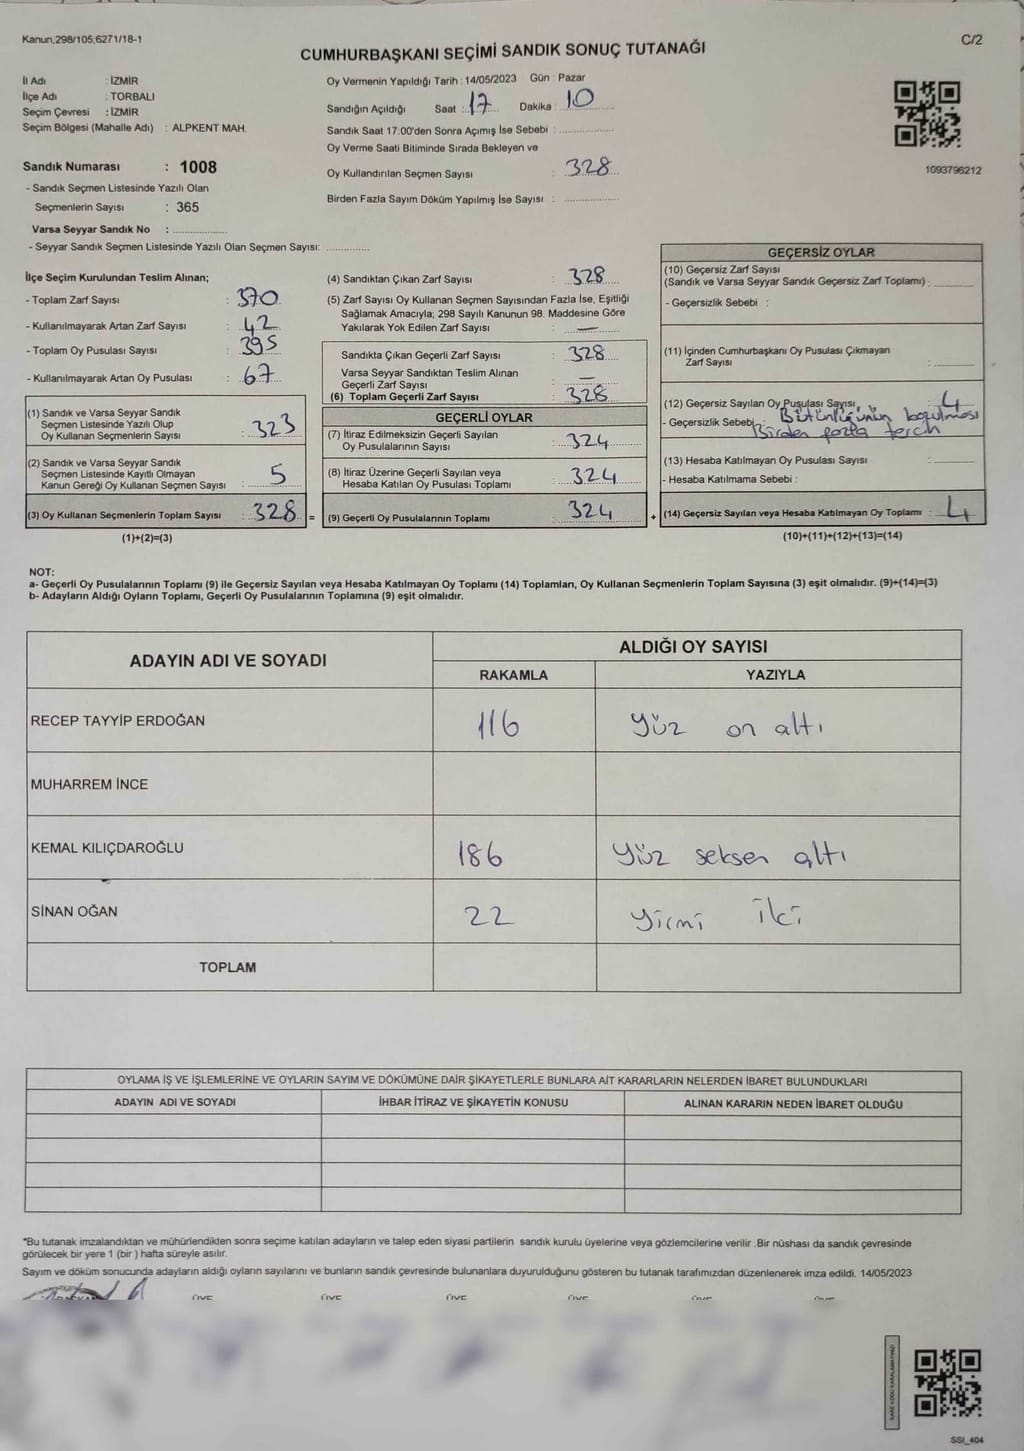 Kanun;298/105;6271/18-1
C/2
CUMHURBAŞKANI SEÇİMİ SANDIK SONUÇ TUTANAĞI
İl Adı : İZMİR
İlçe Adı : TORBALI
Seçim Çevresi : İZMİR
Seçim Bölgesi (Mahalle Adı) : ALPKENT MAH.
Sandık Numarası : 1008
- Sandık Seçmen Listesinde Yazılı Olan
Seçmenlerin Sayısı : 365
Varsa Seyyar Sandık No : ..................
- Seyyar Sandık Seçmen Listesinde Yazılı Olan Seçmen Sayısı: ..............
Oy Vermenin Yapıldığı Tarih : 14/05/2023 Gün : Pazar
Sandığın Açıldığı Saat : 17 Dakika : 10
Sandık Saat 17:00'den Sonra Açımış İse Sebebi : ..................
Oy Verme Saati Bitiminde Sırada Bekleyen ve
Oy Kullandırılan Seçmen Sayısı : 328
Birden Fazla Sayım Döküm Yapılmış İse Sayısı : ..................
1093796212
İlçe Seçim Kurulundan Teslim Alınan;
- Toplam Zarf Sayısı : 370
- Kullanılmayarak Artan Zarf Sayısı : 42
- Toplam Oy Pusulası Sayısı : 395
- Kullanılmayarak Artan Oy Pusulası : 67
(1) Sandık ve Varsa Seyyar Sandık
Seçmen Listesinde Yazılı Olup
Oy Kullanan Seçmenlerin Sayısı : 323
(2) Sandık ve Varsa Seyyar Sandık
Seçmen Listesinde Kayıtlı Olmayan
Kanun Gereği Oy Kullanan Seçmen Sayısı : 5
(3) Oy Kullanan Seçmenlerin Toplam Sayısı : 328 =
(1)+(2)=(3)
(4) Sandıktan Çıkan Zarf Sayısı : 328
(5) Zarf Sayısı Oy Kullanan Seçmen Sayısından Fazla İse, Eşitliği
Sağlamak Amacıyla; 298 Sayılı Kanunun 98. Maddesine Göre
Yakılarak Yok Edilen Zarf Sayısı : —
Sandıkta Çıkan Geçerli Zarf Sayısı : 328
Varsa Seyyar Sandıktan Teslim Alınan
Geçerli Zarf Sayısı : —
(6) Toplam Geçerli Zarf Sayısı : 328
GEÇERLİ OYLAR
(7) İtiraz Edilmeksizin Geçerli Sayılan
Oy Pusulalarının Sayısı : 324
(8) İtiraz Üzerine Geçerli Sayılan veya
Hesaba Katılan Oy Pusulası Toplamı : 324
(9) Geçerli Oy Pusulalarının Toplamı : 324 +
GEÇERSİZ OYLAR
(10) Geçersiz Zarf Sayısı
(Sandık ve Varsa Seyyar Sandık Geçersiz Zarf Toplamı) : ............
- Geçersizlik Sebebi :
(11) İçinden Cumhurbaşkanı Oy Pusulası Çıkmayan
Zarf Sayısı : ............
(12) Geçersiz Sayılan Oy Pusulası Sayısı : 4
- Geçersizlik Sebebi : Bütünlüğünün bozulması
Birden fazla tercih
(13) Hesaba Katılmayan Oy Pusulası Sayısı : ............
- Hesaba Katılmama Sebebi :
(14) Geçersiz Sayılan veya Hesaba Katılmayan Oy Toplamı : 4
(10)+(11)+(12)+(13)=(14)
NOT:
a- Geçerli Oy Pusulalarının Toplamı (9) ile Geçersiz Sayılan veya Hesaba Katılmayan Oy Toplamı (14) Toplamları, Oy Kullanan Seçmenlerin Toplam Sayısına (3) eşit olmalıdır. (9)+(14)=(3)
b- Adayların Aldığı Oyların Toplamı, Geçerli Oy Pusulalarının Toplamına (9) eşit olmalıdır.
ADAYIN ADI VE SOYADI
ALDIĞI OY SAYISI
RAKAMLA YAZIYLA
RECEP TAYYİP ERDOĞAN 116 Yüz on altı
MUHARREM İNCE
KEMAL KILIÇDAROĞLU 186 Yüz seksen altı
SİNAN OĞAN 22 Yirmi iki
TOPLAM
OYLAMA İŞ VE İŞLEMLERİNE VE OYLARIN SAYIM VE DÖKÜMÜNE DAİR ŞİKAYETLERLE BUNLARA AİT KARARLARIN NELERDEN İBARET BULUNDUKLARI
ADAYIN ADI VE SOYADI İHBAR İTİRAZ VE ŞİKAYETİN KONUSU ALINAN KARARIN NEDEN İBARET OLDUĞU
*Bu tutanak imzalandıktan ve mühürlendikten sonra seçime katılan adayların ve talep eden siyasi partilerin sandık kurulu üyelerine veya gözlemcilerine verilir .Bir nüshası da sandık çevresinde
görülecek bir yere 1 (bir ) hafta süreyle asılır.
Sayım ve döküm sonucunda adayların aldığı oyların sayılarını ve bunların sandık çevresinde bulunanlara duyurulduğunu gösteren bu tutanak tarafımızdan düzenlenerek imza edildi. 14/05/2023
ÜYE ÜYE ÜYE ÜYE ÜYE
SSI_404